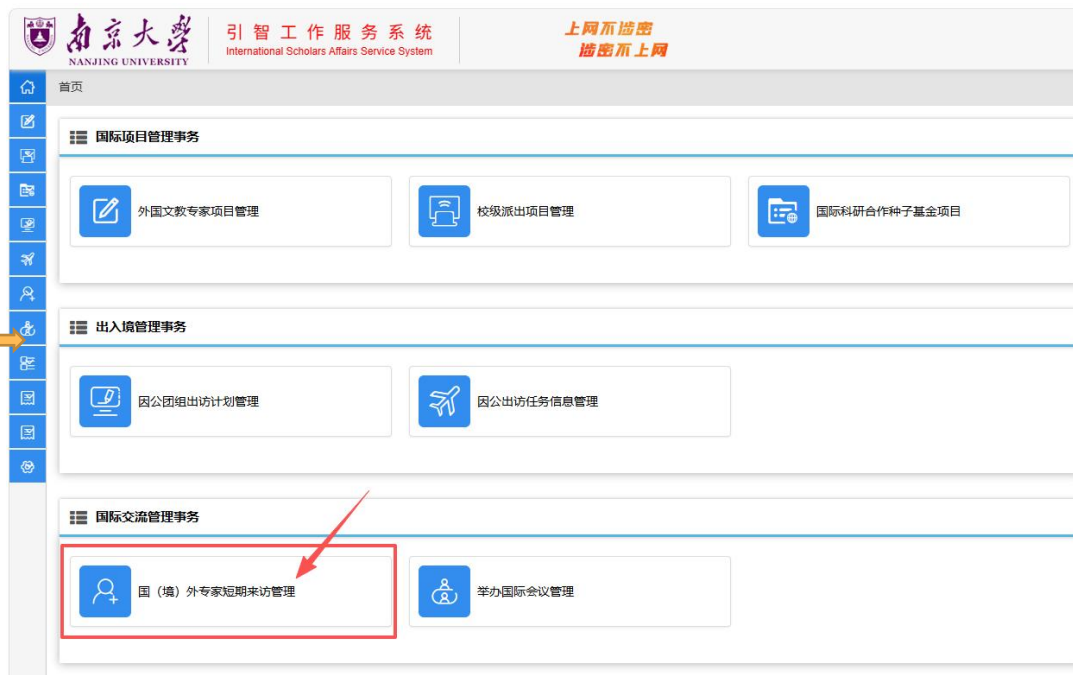 南京大學
NANJING UNIVERSITY
引智工作服务系统
International Scholars Affairs Service System
上网不涉密
涉密不上网
首页
国际项目管理事务
外国文教专家项目管理
校级派出项目管理
国际科研合作种子基金项目
出入境管理事务
因公团组出访计划管理
因公出访任务信息管理
国际交流管理事务
国（境）外专家短期来访管理
举办国际会议管理